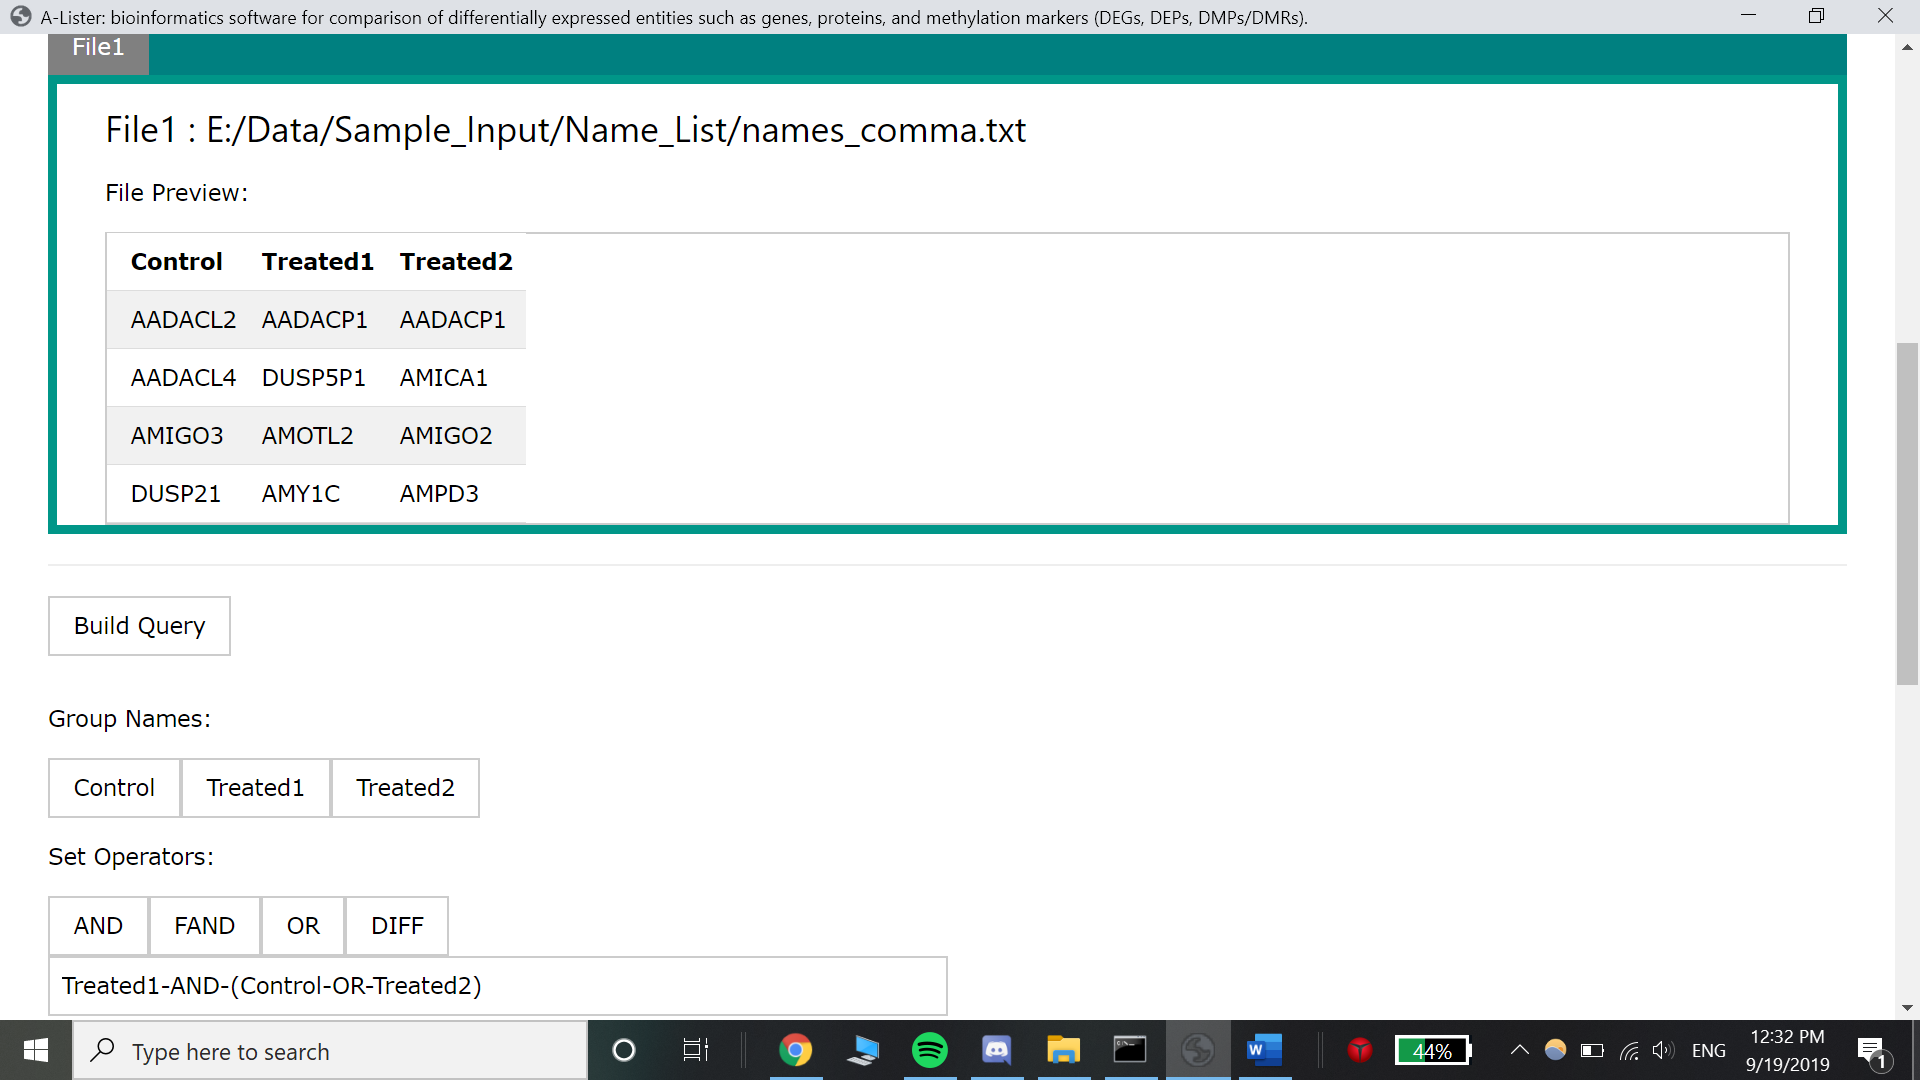 A-Lister: bioinformatics software for comparison of differentially expressed entities such as genes, proteins, and methylation markers (DEGs, DEPs, DMPs/DMRs).
File1
File1 : E:/Data/Sample_Input/Name_List/names_comma.txt
File Preview:
Control Treated1 Treated2
AADACL2 AADACP1 AADACP1
AADACL4 DUSP5P1 AMICA1
AMIGO3 AMOTL2 AMIGO2
DUSP21 AMY1C AMPD3
Build Query
Group Names:
Control Treated1 Treated2
Set Operators:
AND FAND OR DIFF
Treated1-AND-(Control-OR-Treated2)
Type here to search
W
44%
ENG
12:32 PM
9/19/2019
1